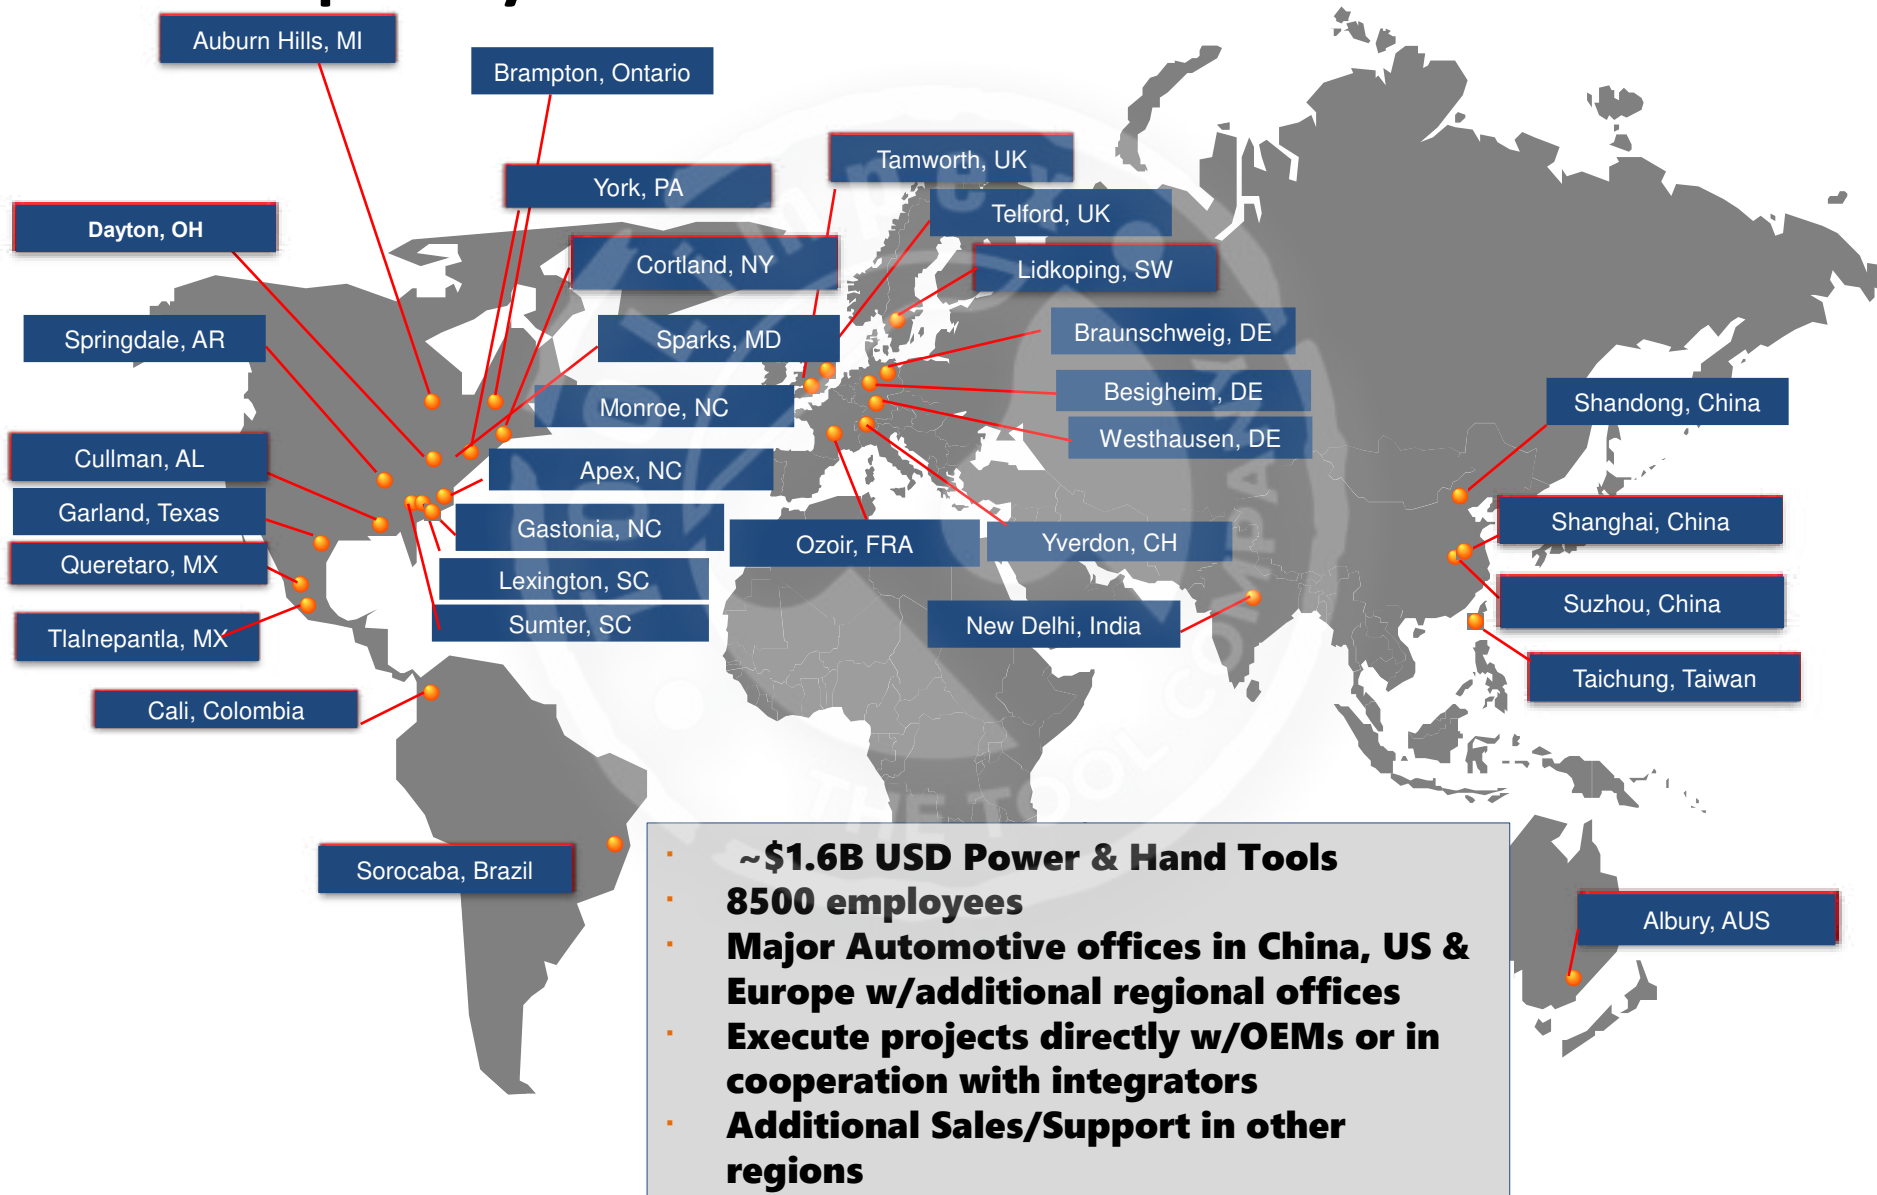 Auburn Hills, MI
Brampton, Ontario
Tamworth, UK
York, PA
Telford, UK
Dayton, OH
Cortland, NY
Lidkoping, SW
Springdale, AR
Sparks, MD
Braunschweig, DE
Monroe, NC
Besigheim, DE
Shandong, China
Westhausen, DE
Cullman, AL
Apex, NC
Garland, Texas
Gastonia, NC
Shanghai, China
Ozoir, FRA
Yverdon, CH
Queretaro, MX
Lexington, SC
Suzhou, China
Tlalnepantla, MX
Sumter, SC
New Delhi, India
Taichung, Taiwan
Cali, Colombia
Sorocaba, Brazil
Albury, AUS
THE TOOL COMPANY
· ~$1.6B USD Power & Hand Tools
· 8500 employees
· Major Automotive offices in China, US &
Europe w/additional regional offices
· Execute projects directly w/OEMs or in
cooperation with integrators
· Additional Sales/Support in other
regions